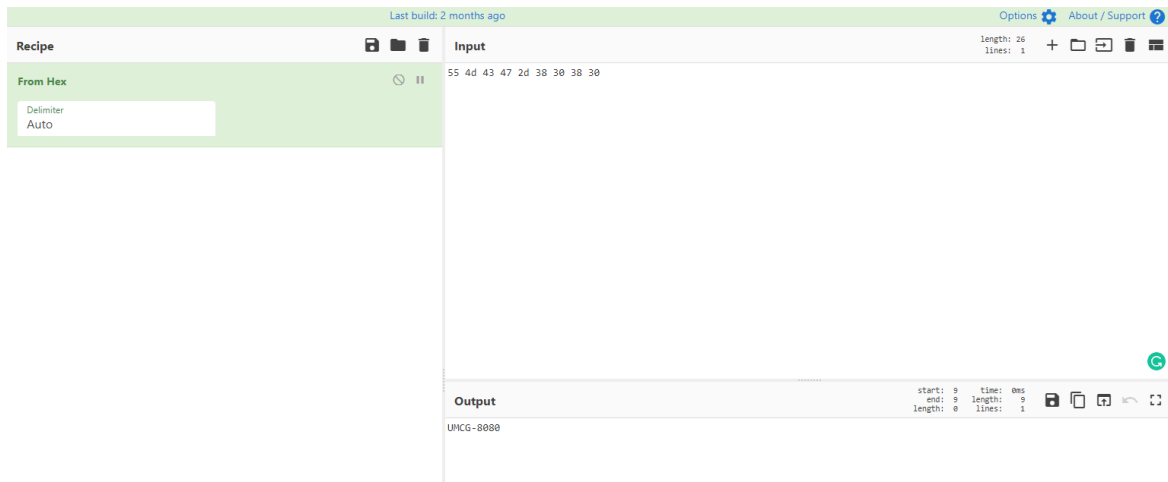 Last build: 2 months ago
Options
About / Support
Recipe
Input
length: 26
lines: 1
From Hex
Delimiter
Auto
55 4d 43 47 2d 38 30 38 30
Output
start: 9
end: 9
length: 0
time: 0ms
length: 9
lines: 1
UMCG-8080